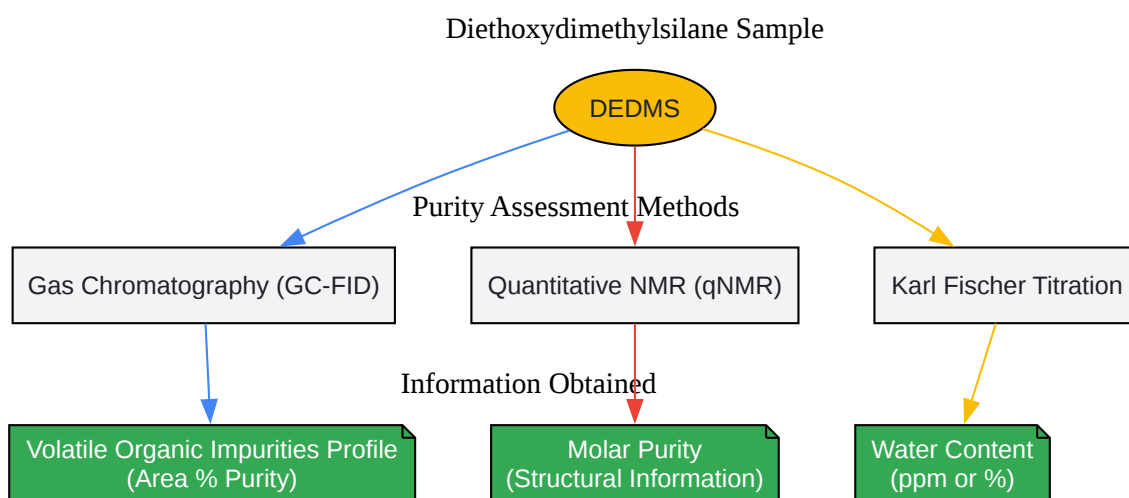 Diethoxydimethylsilane Sample
DEDMS
Purity Assessment Methods
Gas Chromatography (GC-FID)
Quantitative NMR (qNMR)
Karl Fischer Titration
Information Obtained
Volatile Organic Impurities Profile
(Area % Purity)
Molar Purity
(Structural Information)
Water Content
(ppm or %)